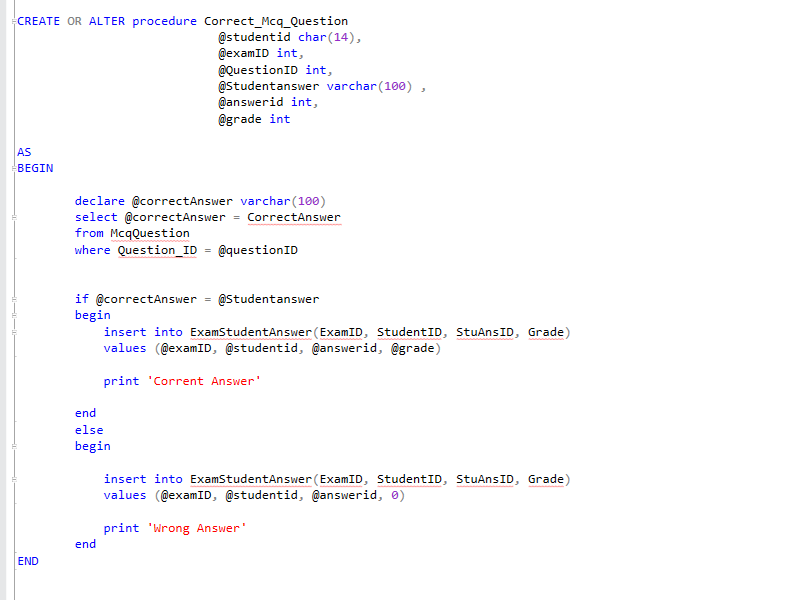 CREATE OR ALTER procedure Correct_Mcq_Question
@studentid char(14),
@examID int,
@QuestionID int,
@Studentanswer varchar(100) ,
@answerid int,
@grade int
AS
BEGIN
declare @correctAnswer varchar(100)
select @correctAnswer = CorrectAnswer
from McqQuestion
where Question_ID = @questionID
if @correctAnswer = @Studentanswer
begin
insert into ExamStudentAnswer(ExamID, StudentID, StuAnsID, Grade)
values (@examID, @studentid, @answerid, @grade)
print 'Corrent Answer'
end
else
begin
insert into ExamStudentAnswer(ExamID, StudentID, StuAnsID, Grade)
values (@examID, @studentid, @answerid, 0)
print 'Wrong Answer'
end
END